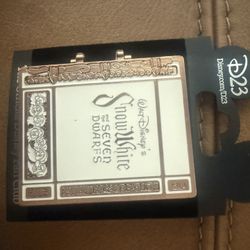 D23
Disney.com/D23
Walt Disney's
Snow White
and the
Seven
Dwarfs